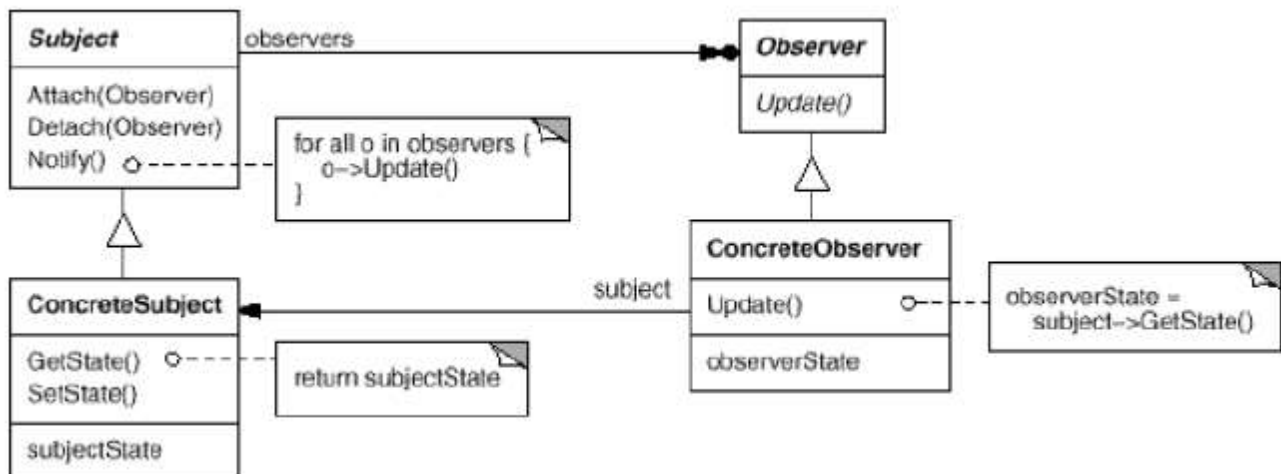 Subject
observers
Observer
Attach(Observer)
Detach(Observer)
Notify()
for all o in observers {
o->Update()
}
Update()
ConcreteSubject
GetState()
SetState()
subjectState
return subjectState
subject
ConcreteObserver
Update()
observerState
observerState =
subject->GetState()